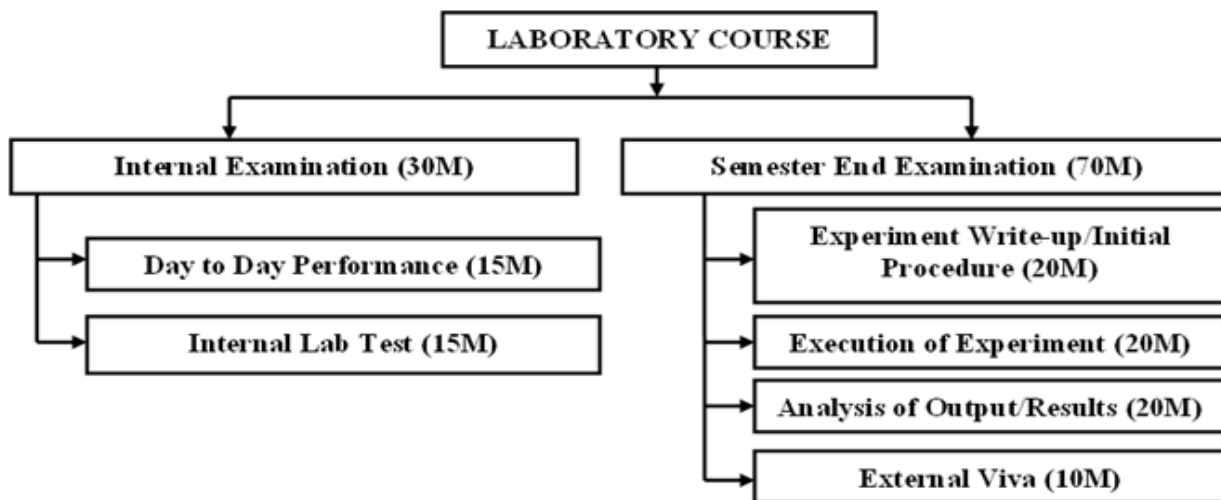 LABORATORY COURSE
Internal Examination (30M)
Day to Day Performance (15M)
Internal Lab Test (15M)
Semester End Examination (70M)
Experiment Write-up/Initial
Procedure (20M)
Execution of Experiment (20M)
Analysis of Output/Results (20M)
External Viva (10M)